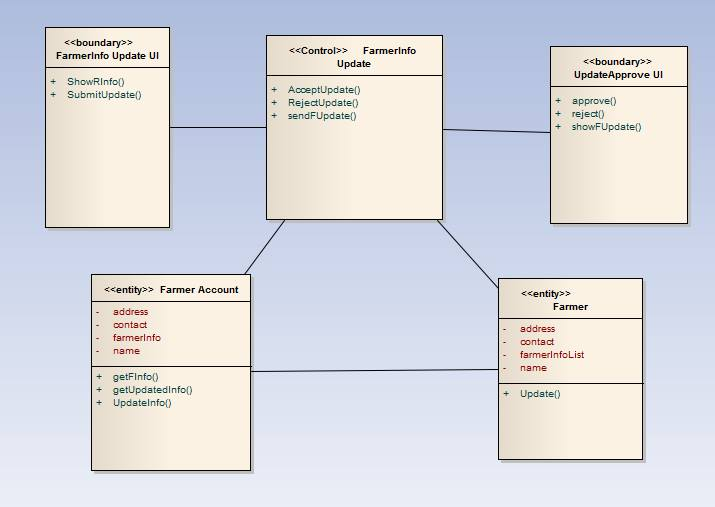 <<boundary>>
FarmerInfo Update UI
+ ShowRInfo()
+ SubmitUpdate()
<<Control>> FarmerInfo
Update
+ AcceptUpdate()
+ RejectUpdate()
+ sendFUpdate()
<<boundary>>
UpdateApprove UI
+ approve()
+ reject()
+ showFUpdate()
<<entity>> Farmer Account
- address
- contact
- farmerInfo
- name
+ getFInfo()
+ getUpdatedInfo()
+ UpdateInfo()
<<entity>>
Farmer
- address
- contact
- farmerInfoList
- name
+ Update()